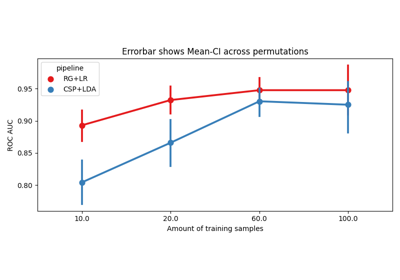 Errorbar shows Mean-CI across permutations
pipeline
RG+LR
CSP+LDA
ROC AUC
0.95
0.90
0.85
0.80
10.0 20.0 60.0 100.0
Amount of training samples